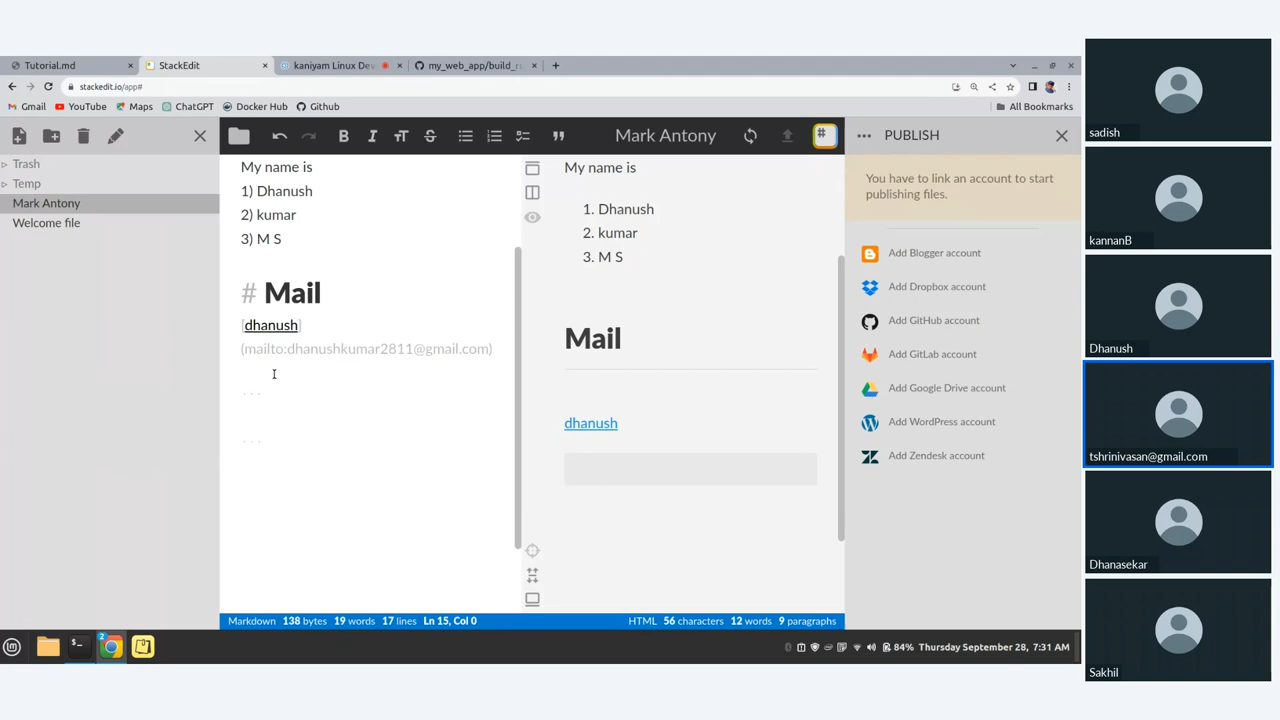 Tutorial.md
StackEdit
kaniyam Linux Dev
my_web_app/build_ru
stackedit.io/app#
Gmail
YouTube
Maps
ChatGPT
Docker Hub
Github
All Bookmarks
Mark Antony
PUBLISH
Trash
Temp
Mark Antony
Welcome file
My name is
1) Dhanush
2) kumar
3) M S
# Mail
[dhanush]
(mailto:dhanushkumar2811@gmail.com)
```
```
My name is
1. Dhanush
2. kumar
3. M S
Mail
dhanush
You have to link an account to start
publishing files.
Add Blogger account
Add Dropbox account
Add GitHub account
Add GitLab account
Add Google Drive account
Add WordPress account
Add Zendesk account
Markdown 138 bytes 19 words 17 lines Ln 15, Col 0
HTML 56 characters 12 words 9 paragraphs
2
84% Thursday September 28, 7:31 AM
sadish
kannanB
Dhanush
tshrinivasan@gmail.com
Dhanasekar
Sakhil